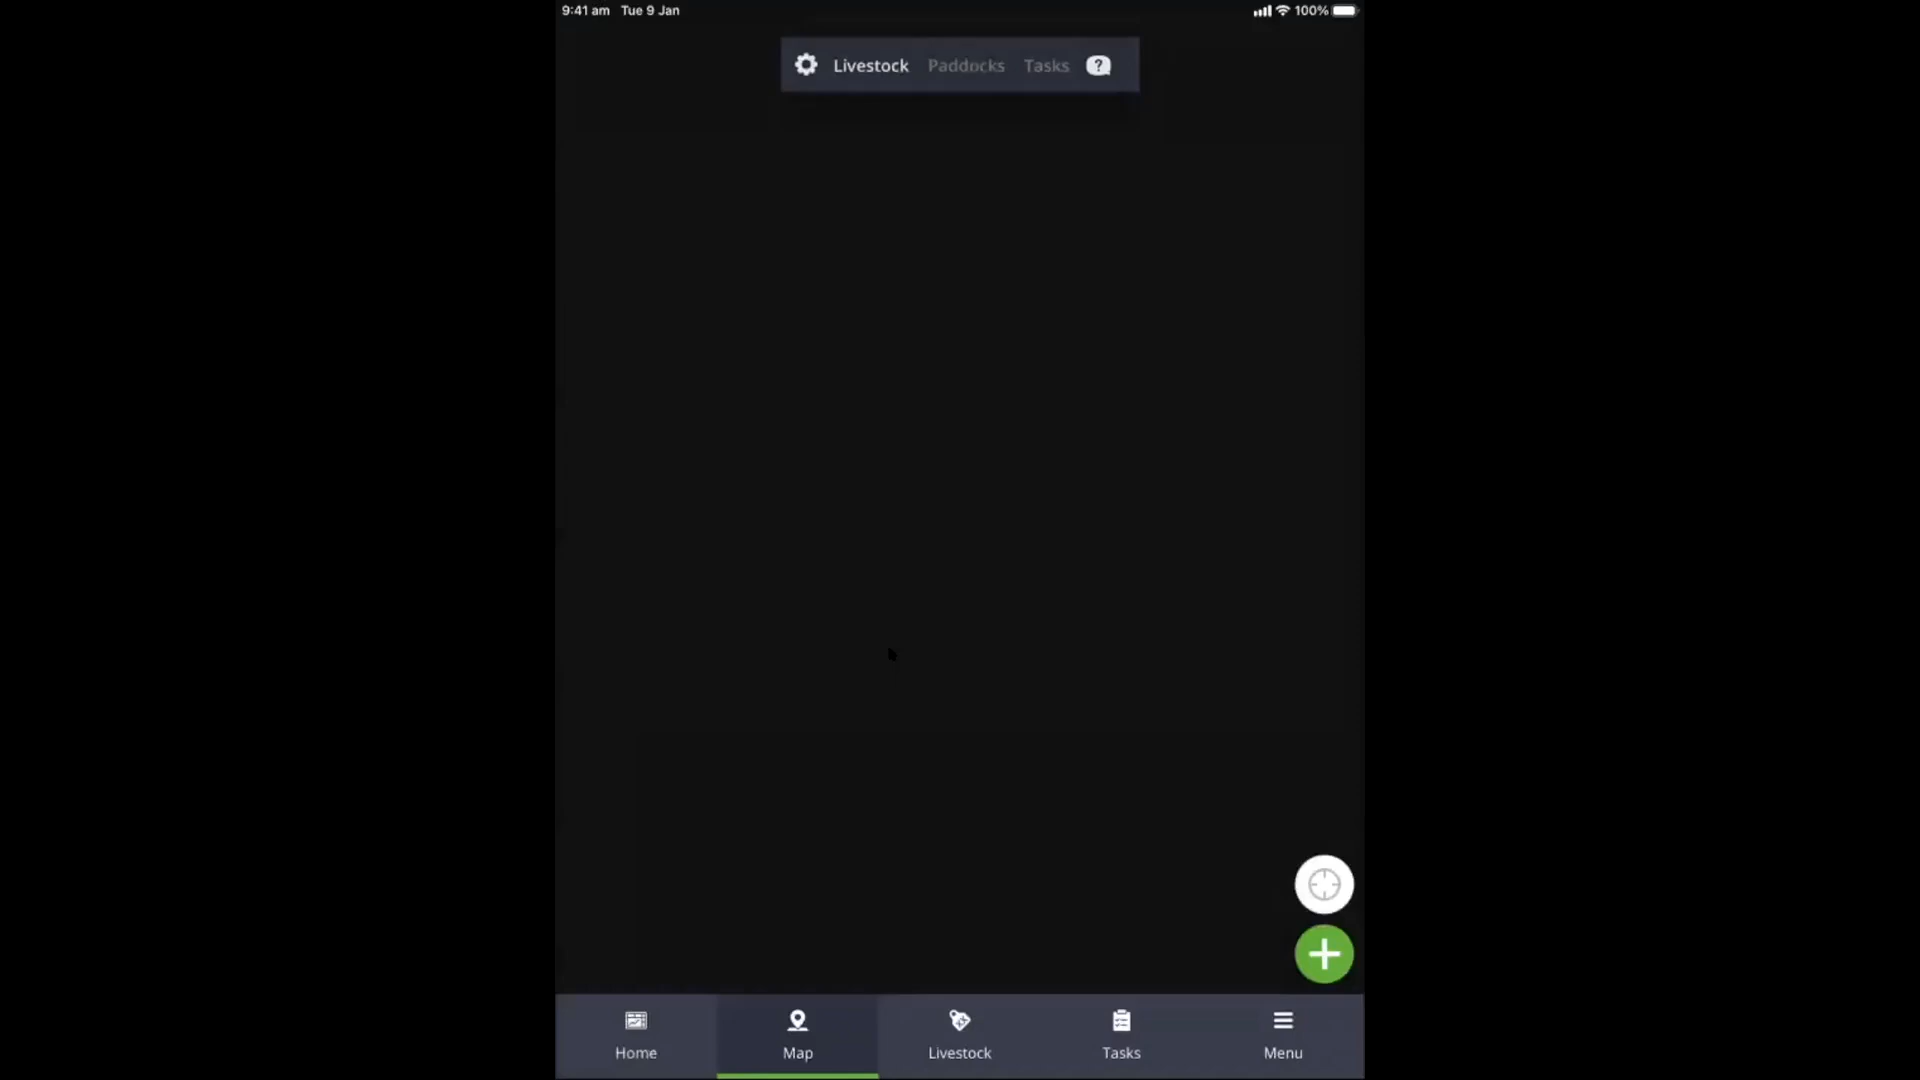 9:41 am Tue 9 Jan 100%
Livestock Paddocks Tasks ?
Home Map Livestock Tasks Menu